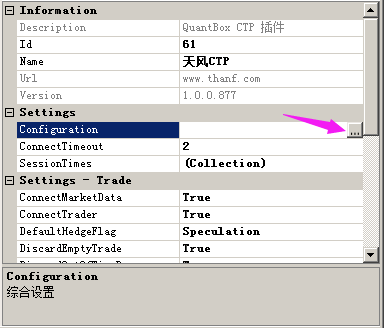 Information
Description QuantBox CTP 插件
Id 61
Name 天风CTP
Url www.thanf.com
Version 1.0.0.877
Settings
Configuration ...
ConnectTimeout 2
SessionTimes (Collection)
Settings - Trade
ConnectMarketData True
ConnectTrader True
DefaultHedgeFlag Speculation
DiscardEmptyTrade True
Configuration
综合设置